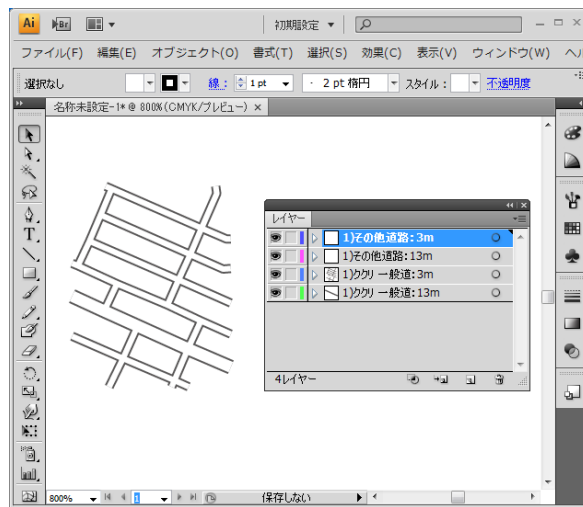 Ai Br 初期設定
ファイル(F) 編集(E) オブジェクト(O) 書式(T) 選択(S) 効果(C) 表示(V) ウィンドウ(W) ヘル
選択なし 線: 1 pt 2 pt 楕円 スタイル: 不透明度
名称未設定-1* @ 800% (CMYK/プレビュー) ×
レイヤー
1)その他道路:3m
1)その他道路:13m
1)ククリ 一般道:3m
1)ククリ 一般道:13m
4レイヤー
800% 1 保存しない